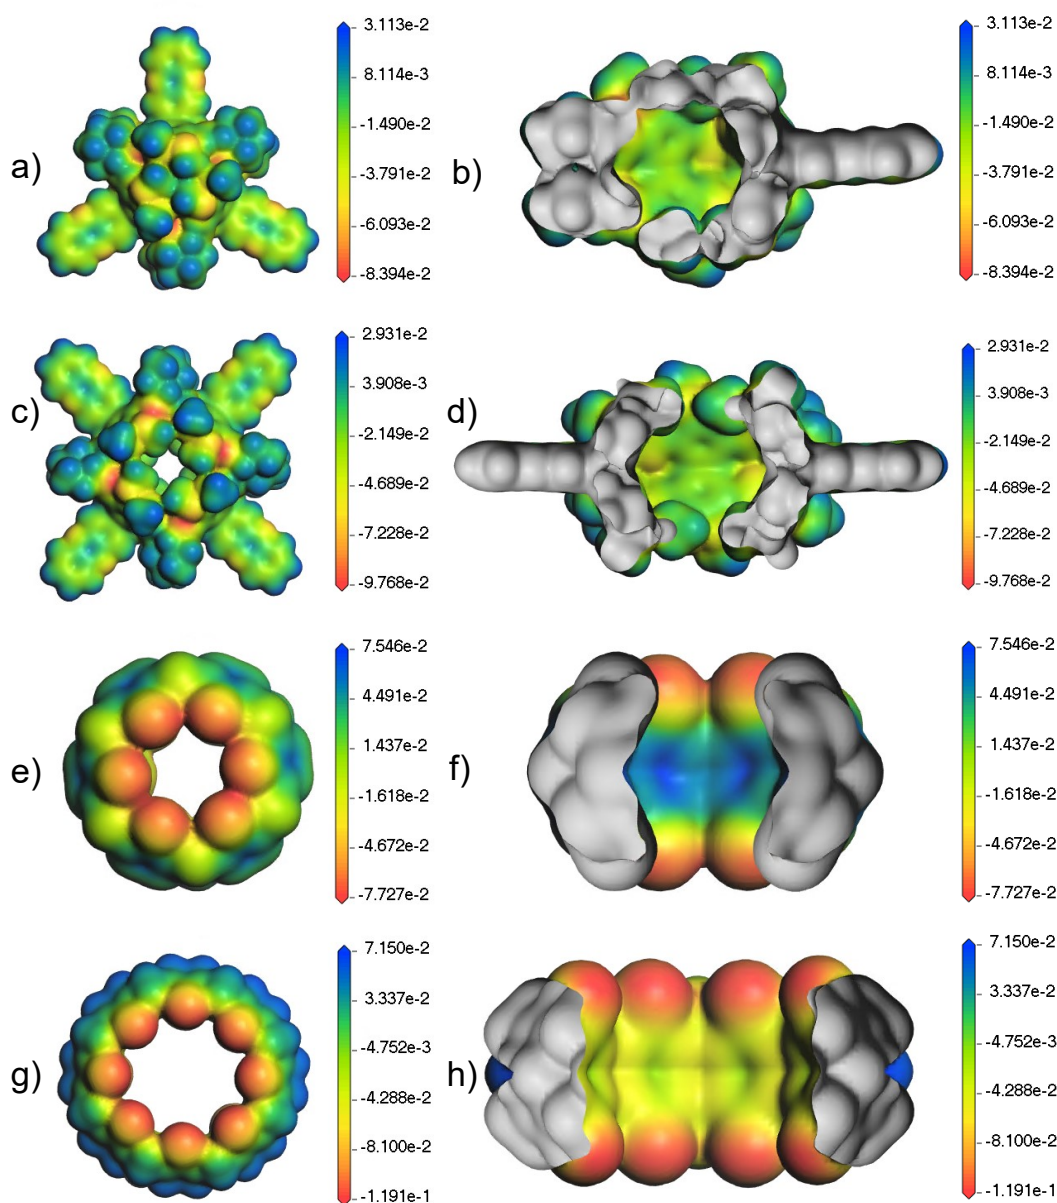 a)
3.113e-2
8.114e-3
-1.490e-2
-3.791e-2
-6.093e-2
-8.394e-2
b)
3.113e-2
8.114e-3
-1.490e-2
-3.791e-2
-6.093e-2
-8.394e-2
c)
2.931e-2
3.908e-3
-2.149e-2
-4.689e-2
-7.228e-2
-9.768e-2
d)
2.931e-2
3.908e-3
-2.149e-2
-4.689e-2
-7.228e-2
-9.768e-2
e)
7.546e-2
4.491e-2
1.437e-2
-1.618e-2
-4.672e-2
-7.727e-2
f)
7.546e-2
4.491e-2
1.437e-2
-1.618e-2
-4.672e-2
-7.727e-2
g)
7.150e-2
3.337e-2
-4.752e-3
-4.288e-2
-8.100e-2
-1.191e-1
h)
7.150e-2
3.337e-2
-4.752e-3
-4.288e-2
-8.100e-2
-1.191e-1